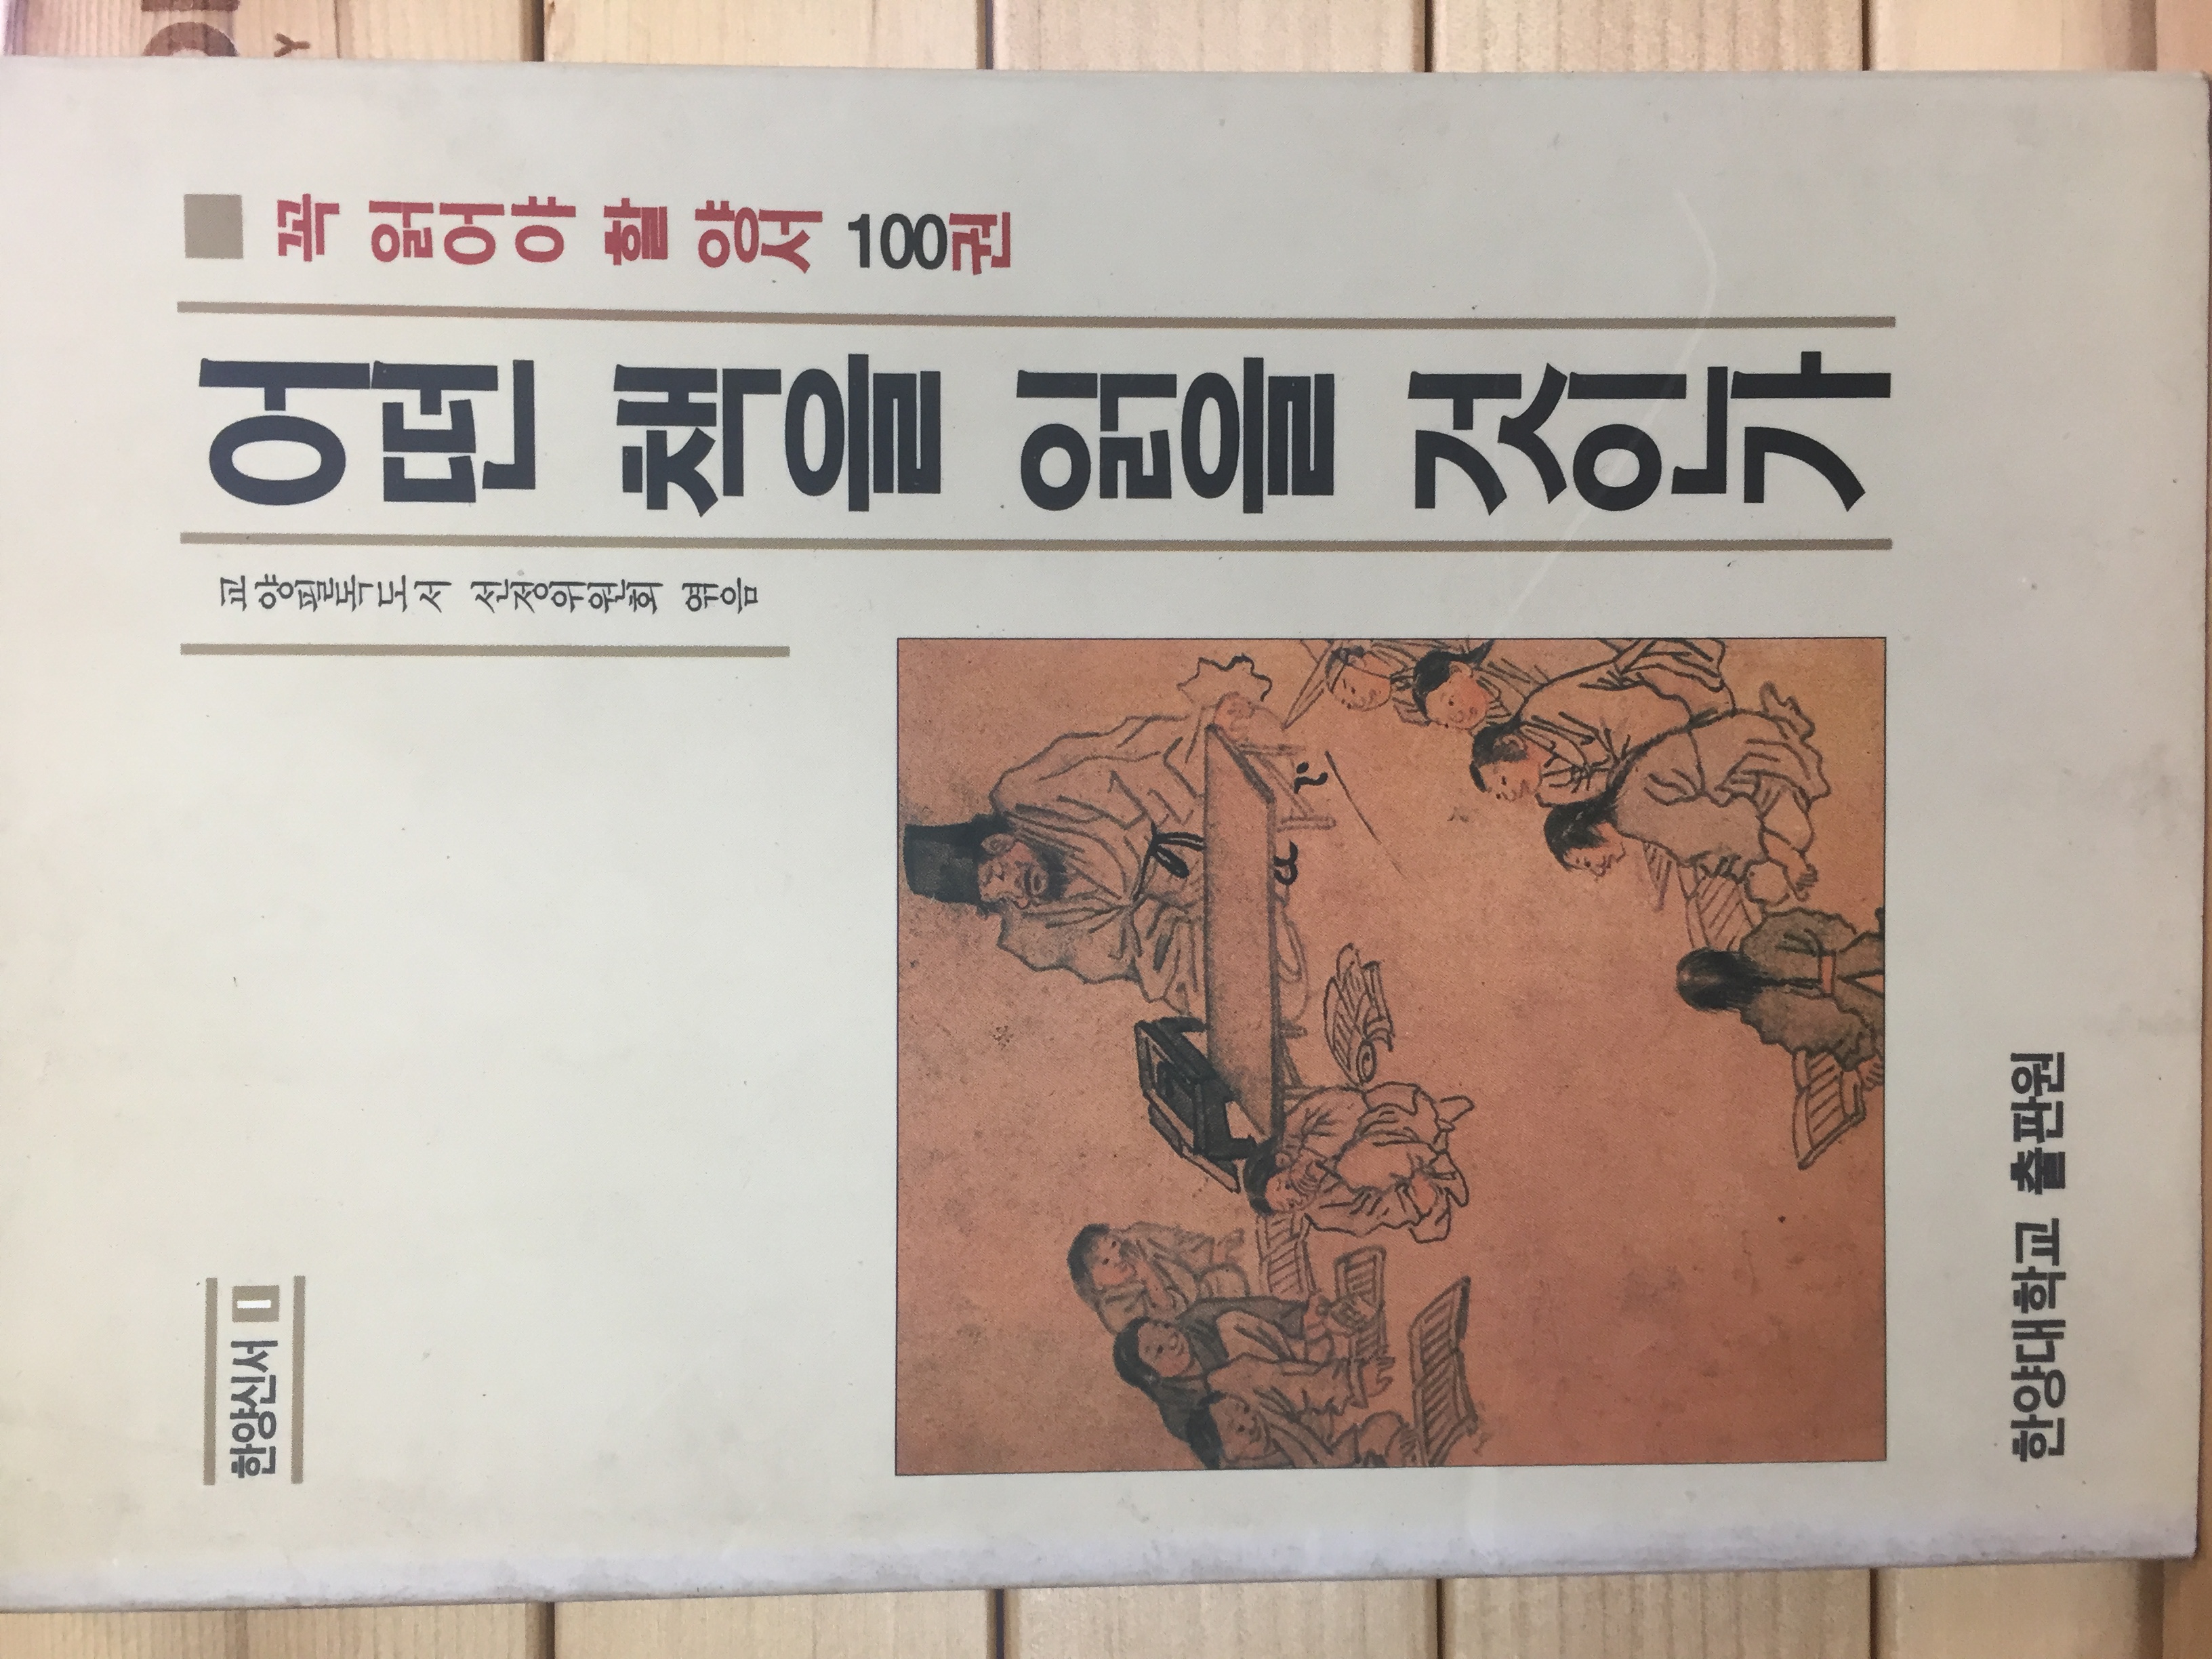 꼭 읽어야 할 양서 100권
어떤 책을 읽을 것인가
교양필독도서 선정위원회 엮음
한양신서 1
한양대학교 출판원